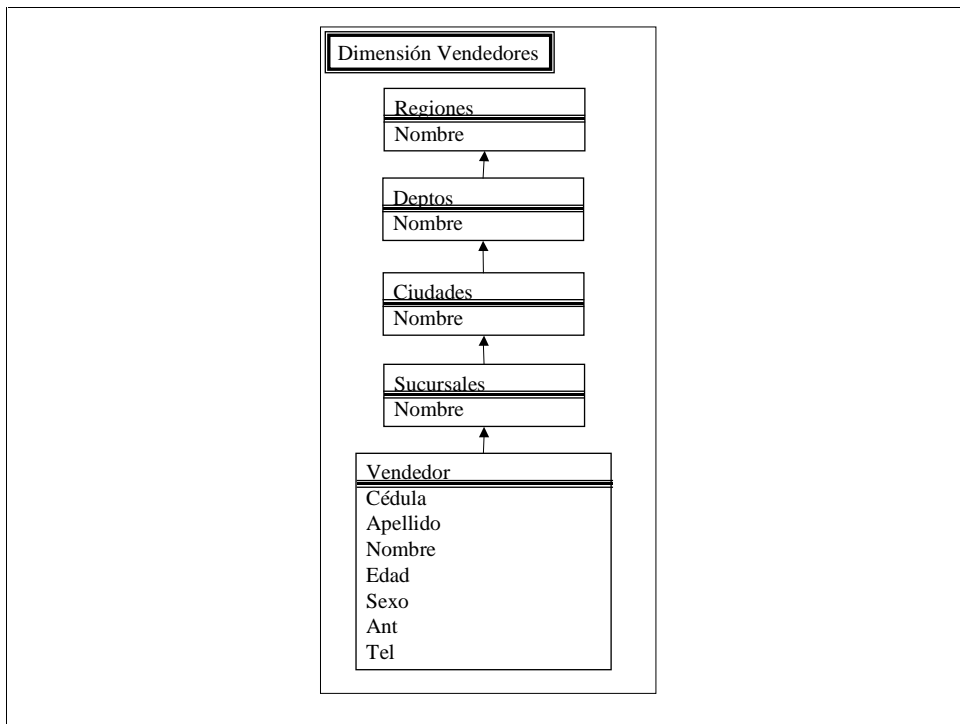 Dimensión Vendedores
Regiones
Nombre
Deptos
Nombre
Ciudades
Nombre
Sucursales
Nombre
Vendedor
Cédula
Apellido
Nombre
Edad
Sexo
Ant
Tel